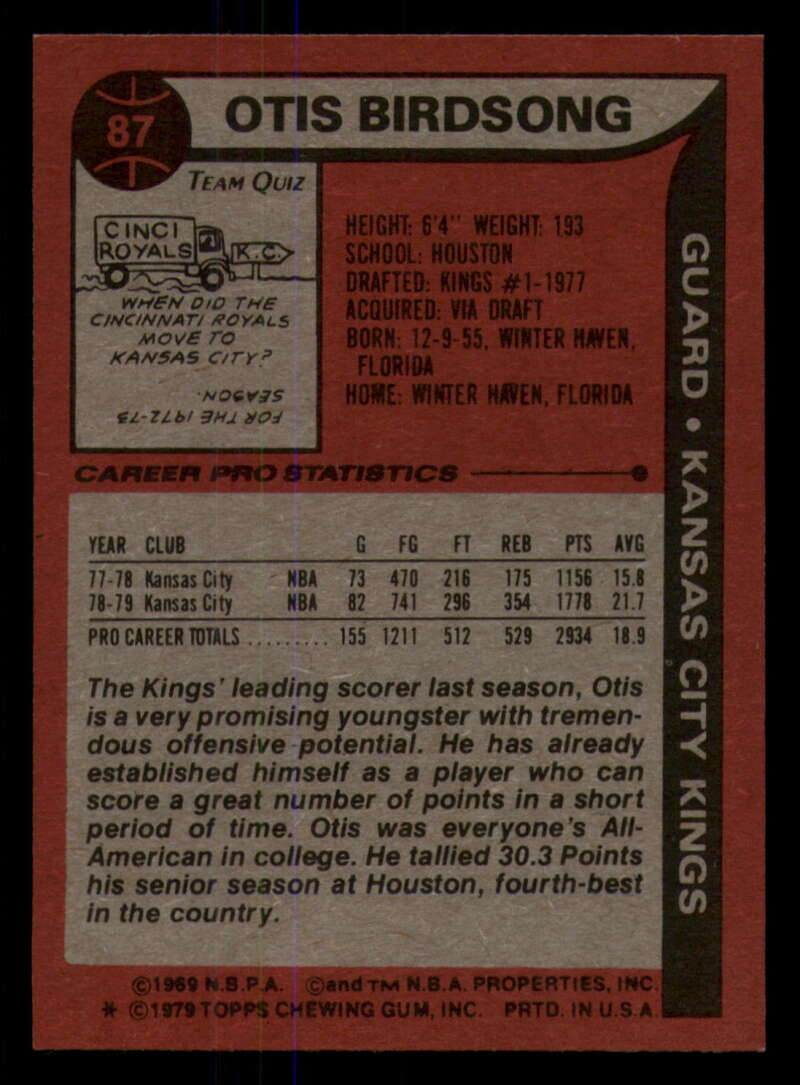 87
OTIS BIRDSONG
TEAM QUIZ
CINCI
ROYALS
K.C.
WHEN DID THE
CINCINNATI ROYALS
MOVE TO
KANSAS CITY?
FOR THE 1972-73
SEASON.
HEIGHT: 6'4" WEIGHT: 193
SCHOOL: HOUSTON
DRAFTED: KINGS #1-1977
ACQUIRED: VIA DRAFT
BORN: 12-9-55, WINTER HAVEN,
FLORIDA
HOME: WINTER HAVEN, FLORIDA
GUARD • KANSAS CITY KINGS
CAREER PRO STATISTICS
YEAR CLUB G FG FT REB PTS AVG
77-78 Kansas City NBA 73 470 216 175 1156 15.8
78-79 Kansas City NBA 82 741 296 354 1778 21.7
PRO CAREER TOTALS ......... 155 1211 512 529 2934 18.9
The Kings' leading scorer last season, Otis
is a very promising youngster with tremen-
dous offensive potential. He has already
established himself as a player who can
score a great number of points in a short
period of time. Otis was everyone's All-
American in college. He tallied 30.3 Points
his senior season at Houston, fourth-best
in the country.
©1969 N.B.P.A. ©and TM N.B.A. PROPERTIES, INC.
* ©1979 TOPPS CHEWING GUM, INC. PRTD. IN U.S.A.